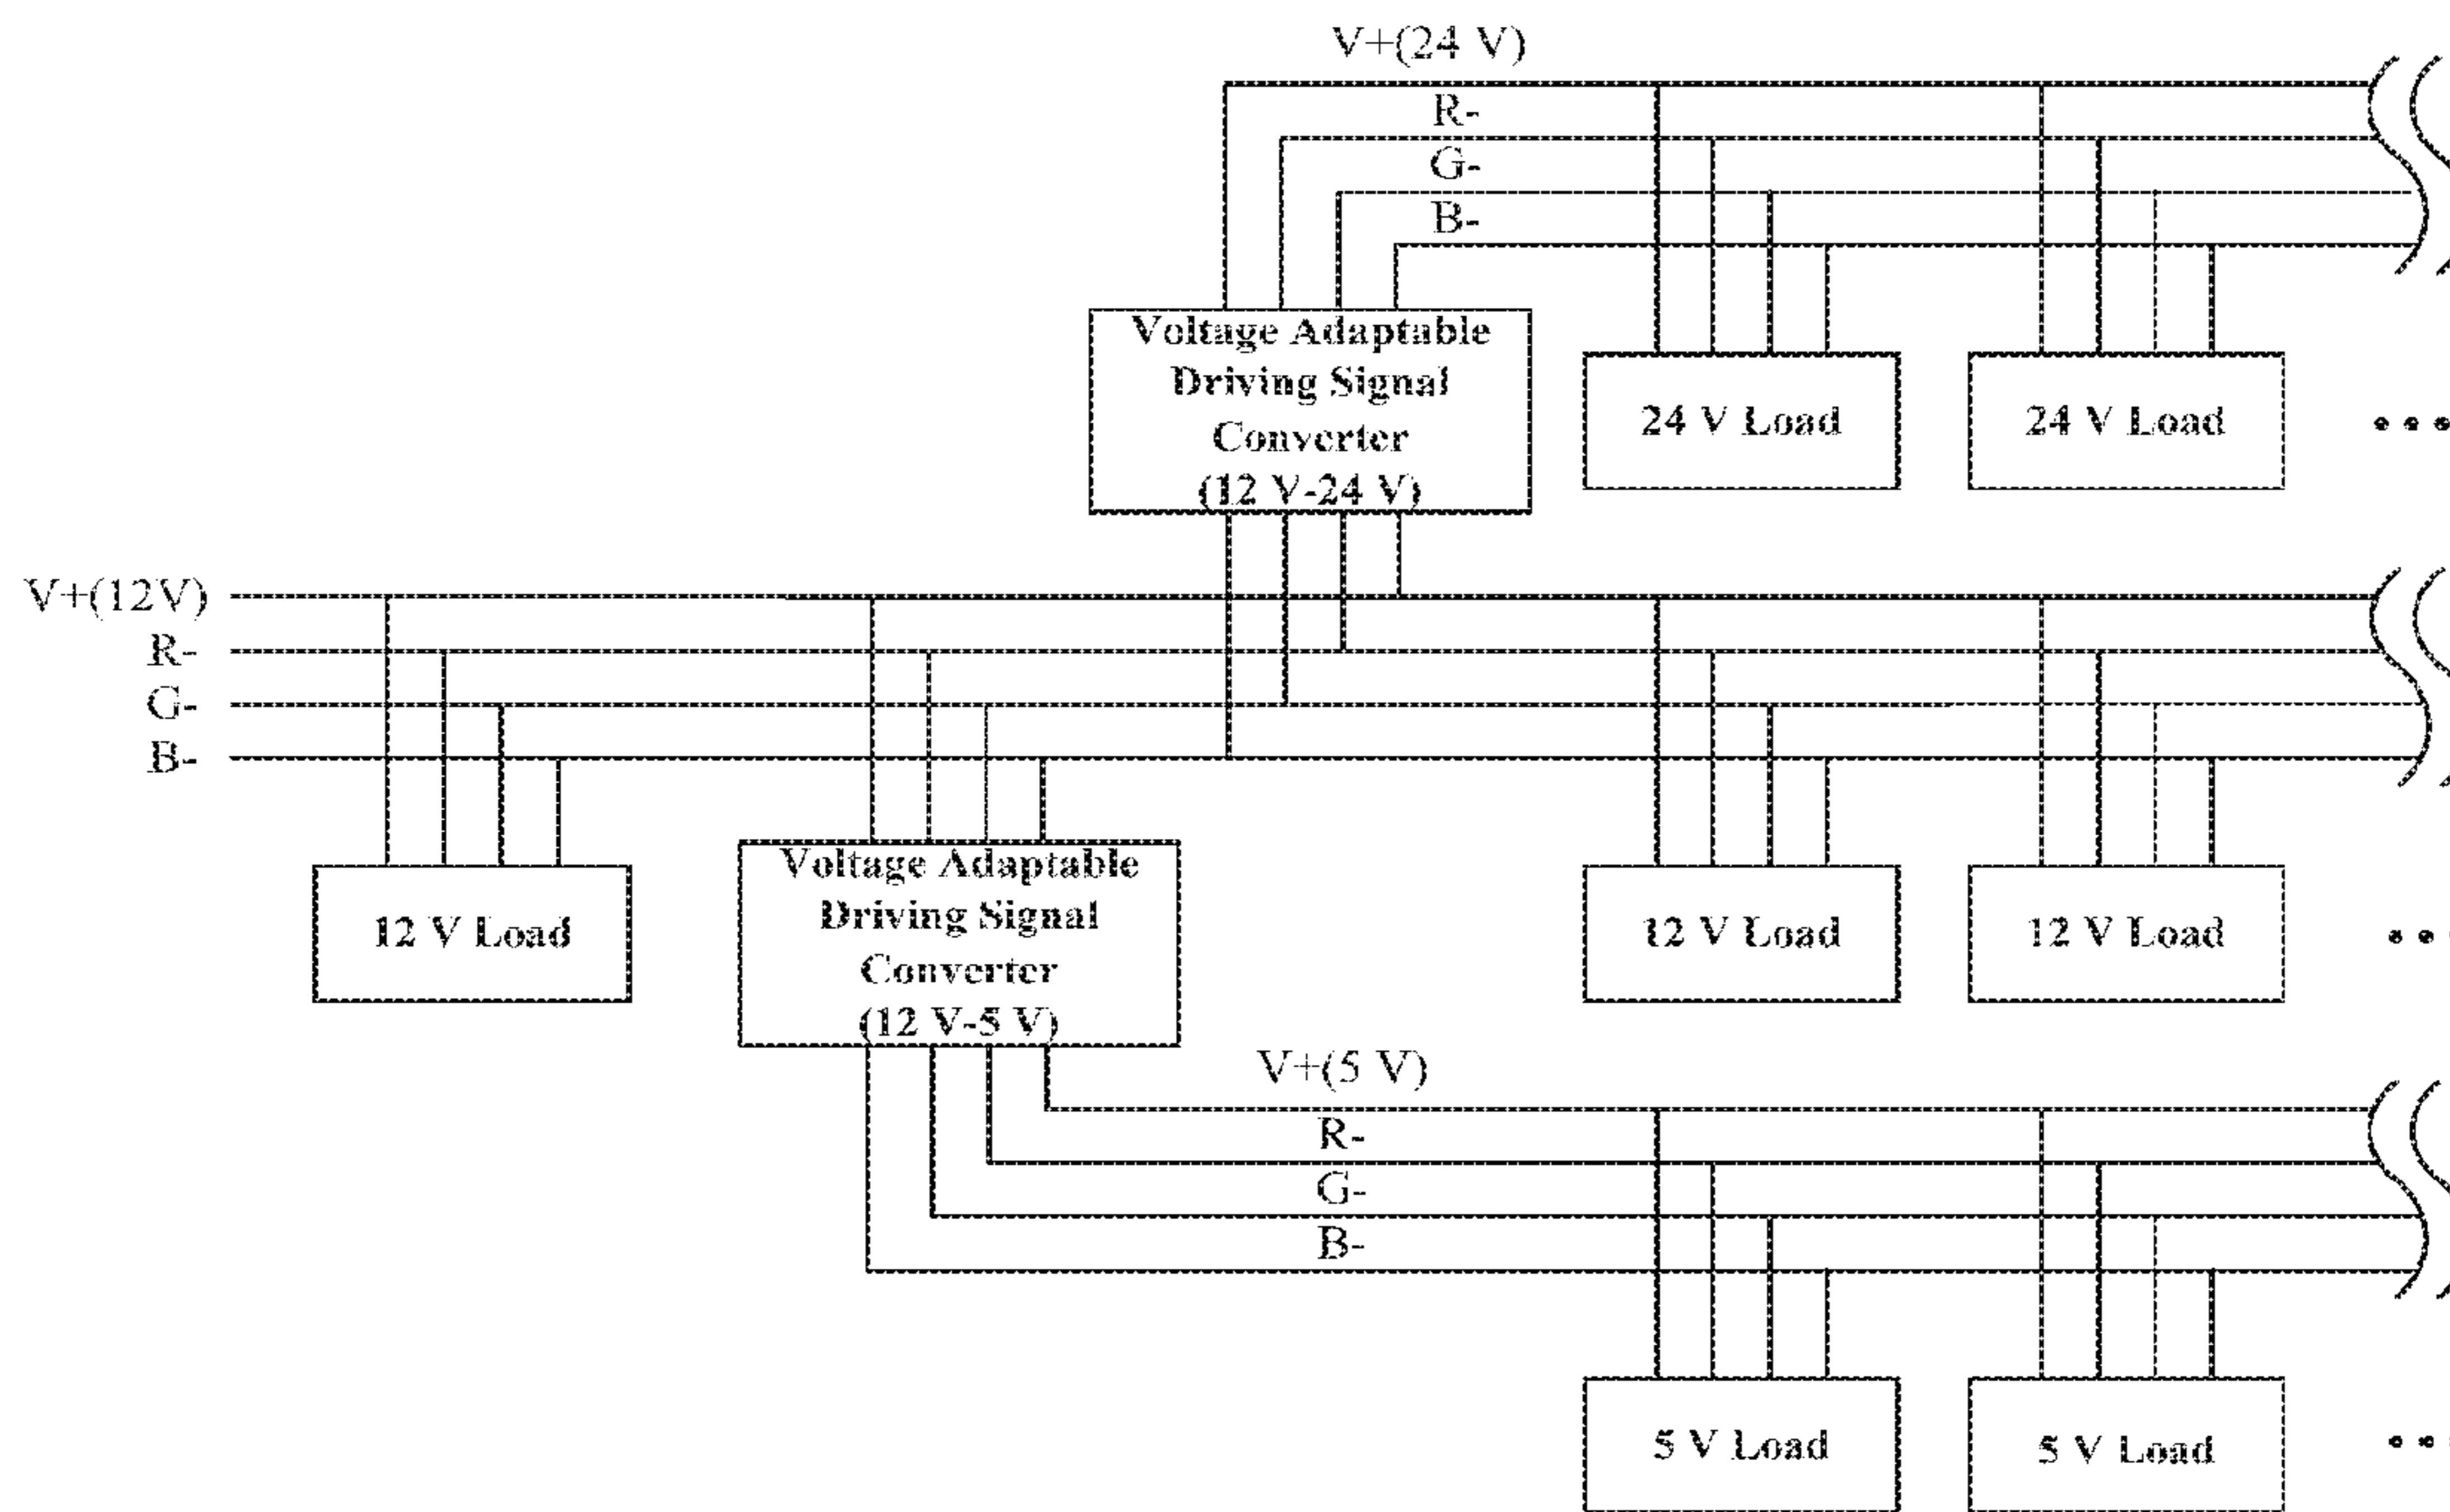 V+(24 V)
R-
G-
B-
Voltage Adaptable
Driving Signal
Converter
(12 V-24 V)
24 V Load
24 V Load
...
V+(12V)
R-
G-
B-
12 V Load
Voltage Adaptable
Driving Signal
Converter
(12 V-5 V)
12 V Load
12 V Load
...
V+(5 V)
R-
G-
B-
5 V Load
5 V Load
...